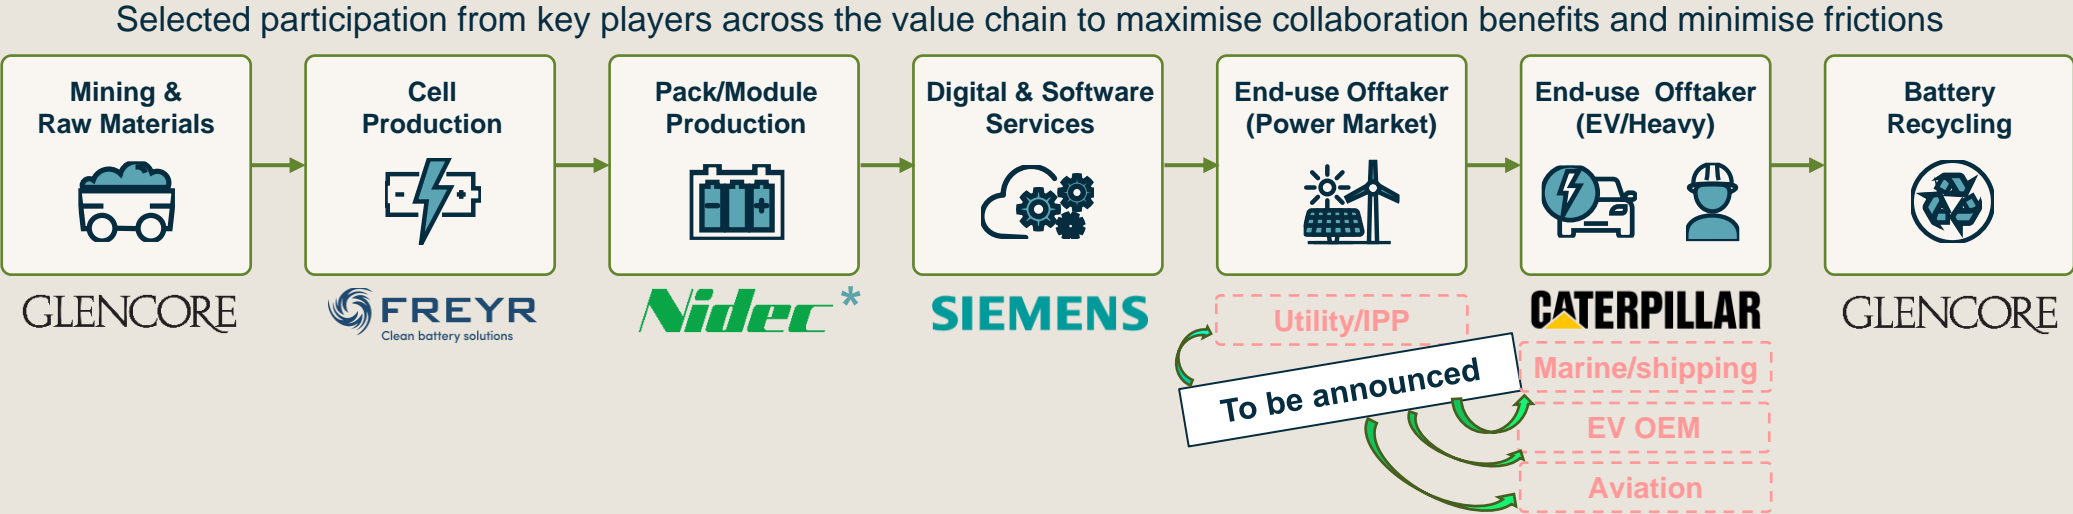 Selected participation from key players across the value chain to maximise collaboration benefits and minimise frictions
Mining &
Raw Materials
GLENCORE
Cell
Production
FREYR
Clean battery solutions
Pack/Module
Production
Nidec*
Digital & Software
Services
SIEMENS
End-use Offtaker
(Power Market)
Utility/IPP
To be announced
End-use Offtaker
(EV/Heavy)
CATERPILLAR
Marine/shipping
EV OEM
Aviation
Battery
Recycling
GLENCORE